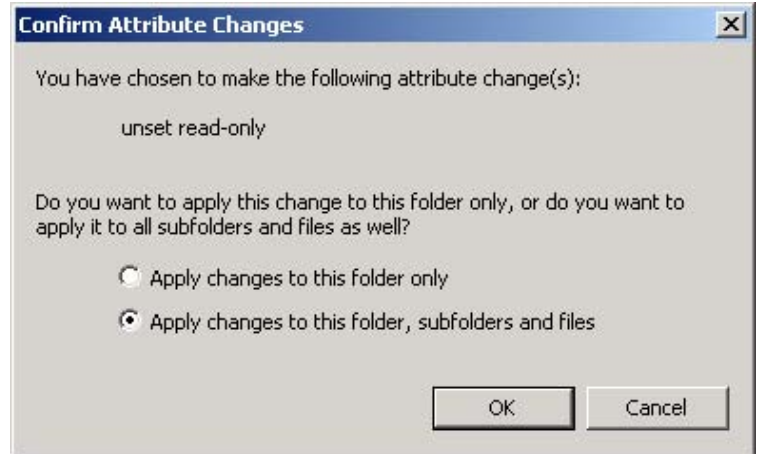 Confirm Attribute Changes
You have chosen to make the following attribute change(s):
unset read-only
Do you want to apply this change to this folder only, or do you want to
apply it to all subfolders and files as well?
Apply changes to this folder only
Apply changes to this folder, subfolders and files
OK
Cancel